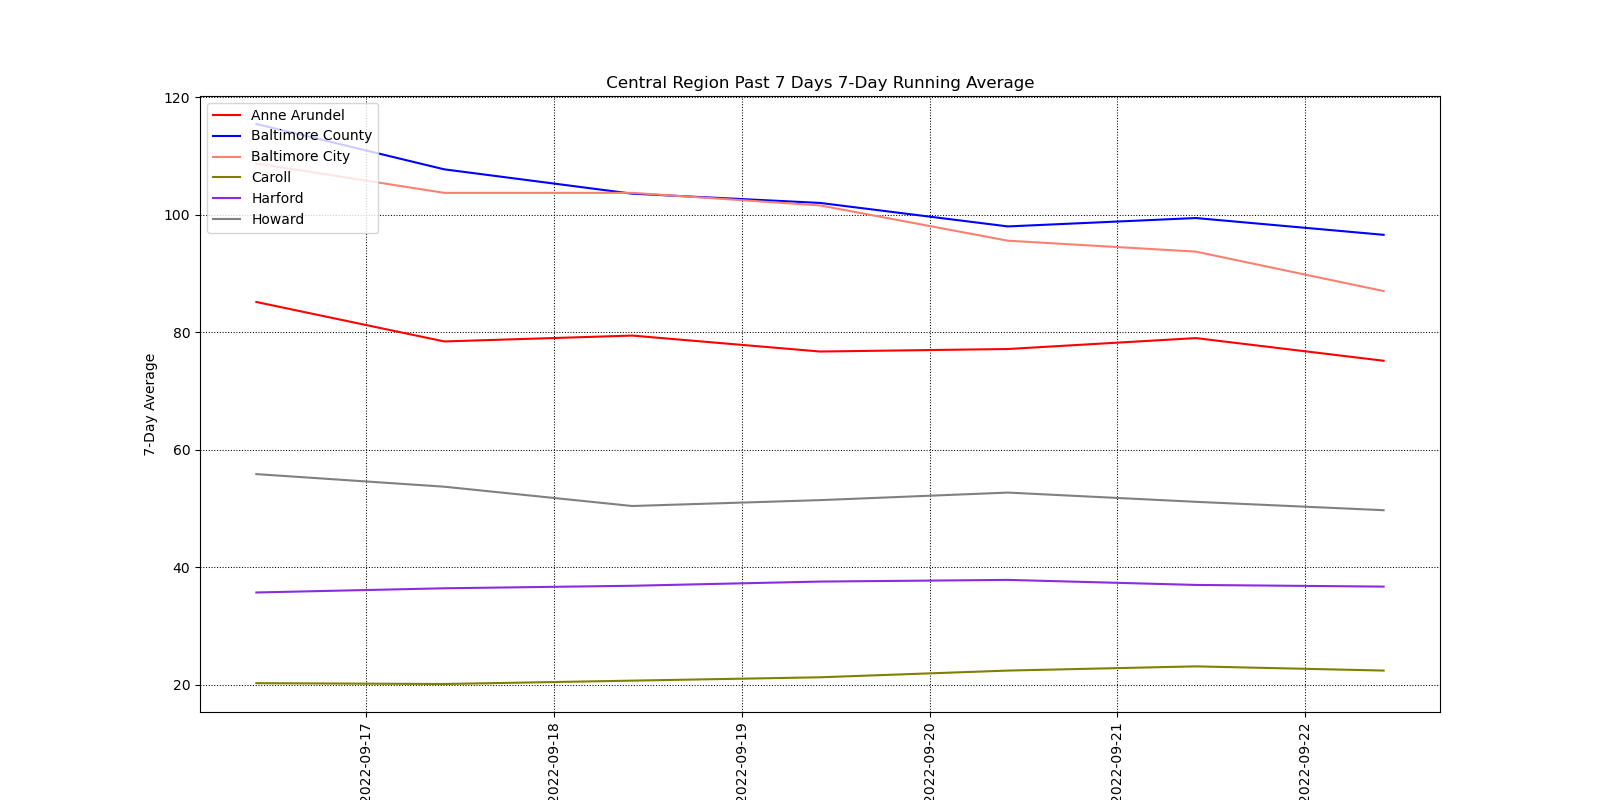 Central Region Past 7 Days 7-Day Running Average
120
100
80
60
40
20
7-Day Average
Anne Arundel
Baltimore County
Baltimore City
Caroll
Harford
Howard
2022-09-17
2022-09-18
2022-09-19
2022-09-20
2022-09-21
2022-09-22